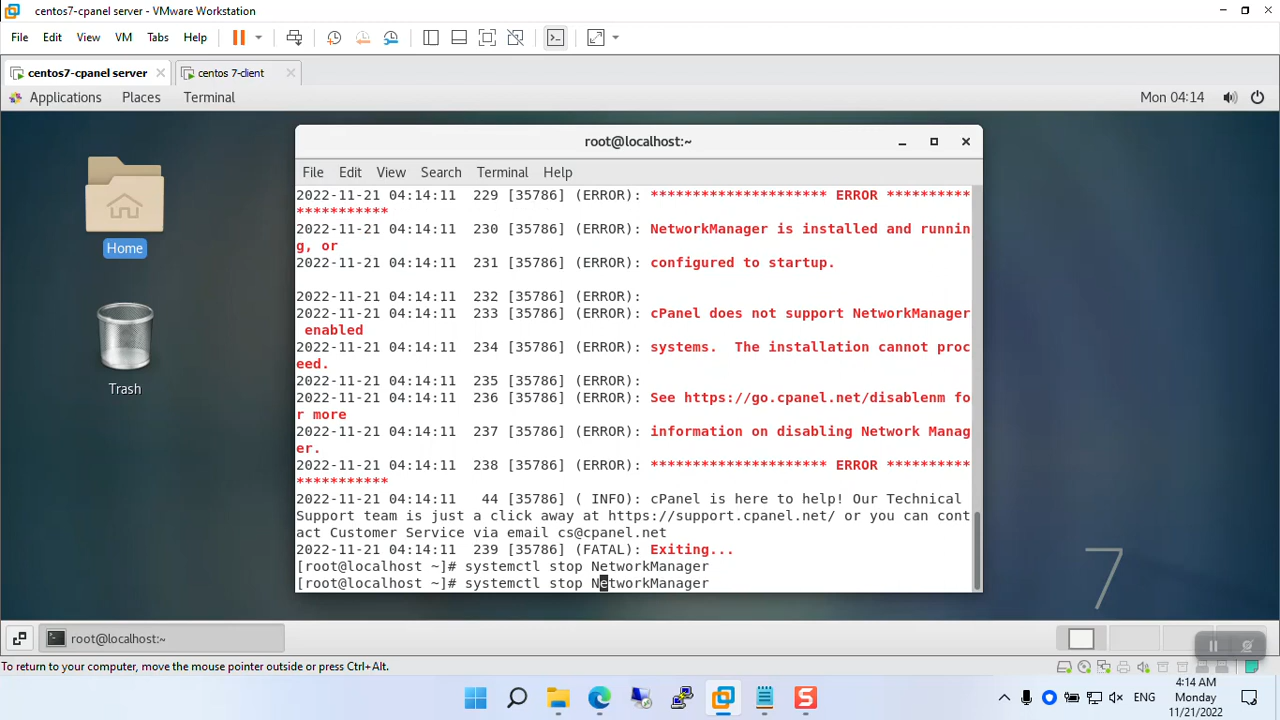 centos7-cpanel server - VMware Workstation
File Edit View VM Tabs Help
centos7-cpanel server centos 7-client
Applications Places Terminal Mon 04:14
Home
Trash
root@localhost:~
File Edit View Search Terminal Help
2022-11-21 04:14:11 229 [35786] (ERROR): ********************* ERROR **********
***********
2022-11-21 04:14:11 230 [35786] (ERROR): NetworkManager is installed and runnin
g, or
2022-11-21 04:14:11 231 [35786] (ERROR): configured to startup.
2022-11-21 04:14:11 232 [35786] (ERROR):
2022-11-21 04:14:11 233 [35786] (ERROR): cPanel does not support NetworkManager
enabled
2022-11-21 04:14:11 234 [35786] (ERROR): systems. The installation cannot proc
eed.
2022-11-21 04:14:11 235 [35786] (ERROR):
2022-11-21 04:14:11 236 [35786] (ERROR): See https://go.cpanel.net/disablenm fo
r more
2022-11-21 04:14:11 237 [35786] (ERROR): information on disabling Network Manag
er.
2022-11-21 04:14:11 238 [35786] (ERROR): ********************* ERROR **********
***********
2022-11-21 04:14:11 44 [35786] ( INFO): cPanel is here to help! Our Technical
Support team is just a click away at https://support.cpanel.net/ or you can cont
act Customer Service via email cs@cpanel.net
2022-11-21 04:14:11 239 [35786] (FATAL): Exiting...
[root@localhost ~]# systemctl stop NetworkManager
[root@localhost ~]# systemctl stop NetworkManager
7
root@localhost:~
To return to your computer, move the mouse pointer outside or press Ctrl+Alt.
ENG
4:14 AM
Monday
11/21/2022